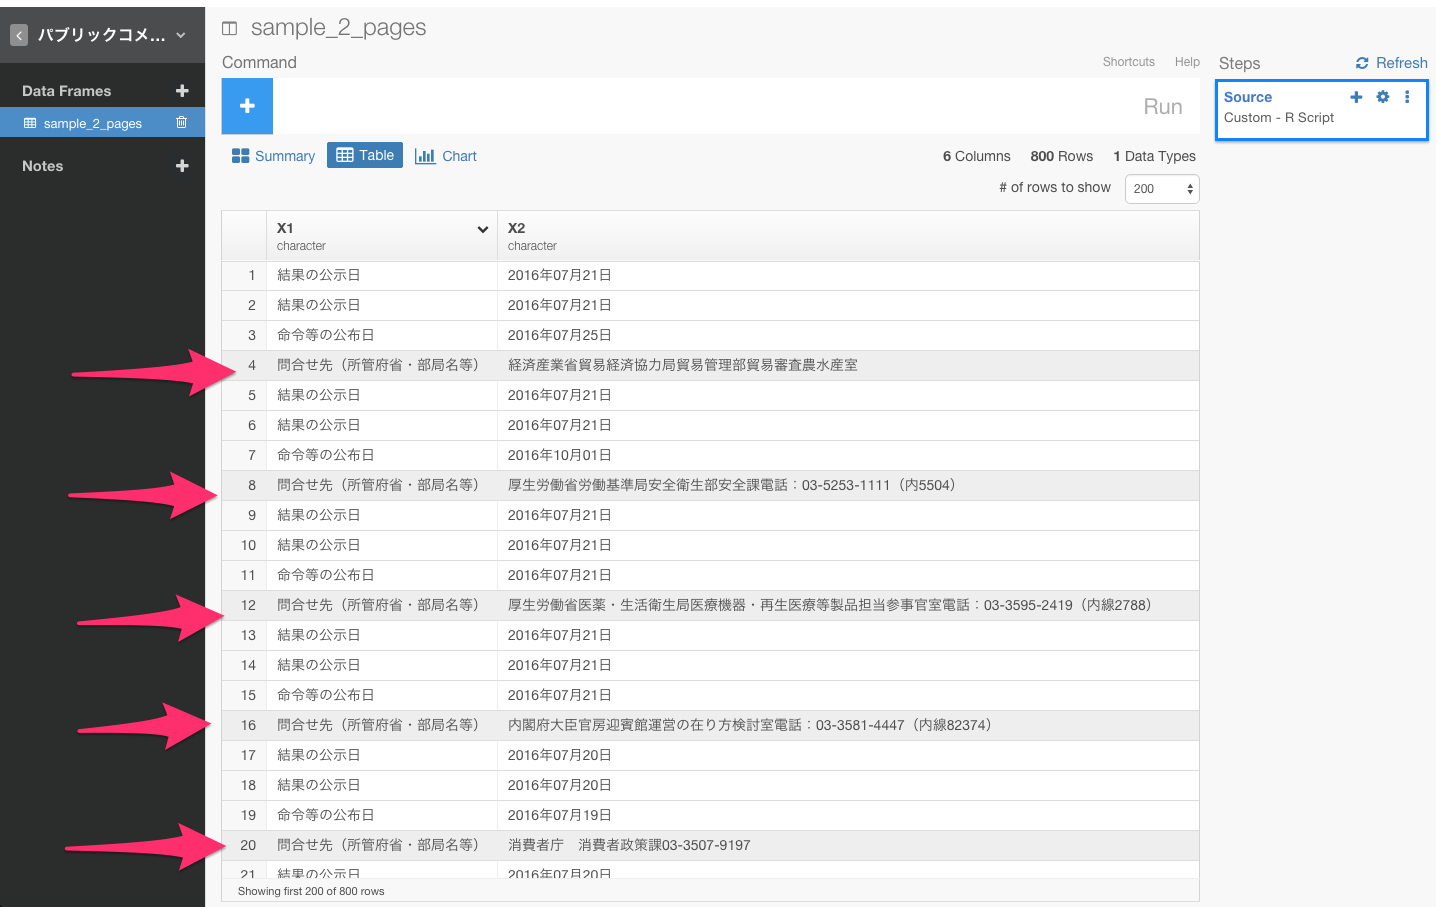 パブリックコメ...
Data Frames
sample_2_pages
Notes
sample_2_pages
Command
Shortcuts
Help
Run
Summary
Table
Chart
6 Columns 800 Rows 1 Data Types
# of rows to show 200
X1 X2
character character
1 結果の公示日 2016年07月21日
2 結果の公示日 2016年07月21日
3 命令等の公布日 2016年07月25日
4 問合せ先（所管府省・部局名等） 経済産業省貿易経済協力局貿易管理部貿易審査農水産室
5 結果の公示日 2016年07月21日
6 結果の公示日 2016年07月21日
7 命令等の公布日 2016年10月01日
8 問合せ先（所管府省・部局名等） 厚生労働省労働基準局安全衛生部安全課電話：03-5253-1111（内5504）
9 結果の公示日 2016年07月21日
10 結果の公示日 2016年07月21日
11 命令等の公布日 2016年07月21日
12 問合せ先（所管府省・部局名等） 厚生労働省医薬・生活衛生局医療機器・再生医療等製品担当参事官室電話：03-3595-2419（内線2788）
13 結果の公示日 2016年07月21日
14 結果の公示日 2016年07月21日
15 命令等の公布日 2016年07月21日
16 問合せ先（所管府省・部局名等） 内閣府大臣官房迎賓館運営の在り方検討室電話：03-3581-4447（内線82374）
17 結果の公示日 2016年07月20日
18 結果の公示日 2016年07月20日
19 命令等の公布日 2016年07月19日
20 問合せ先（所管府省・部局名等） 消費者庁　消費者政策課03-3507-9197
21 結果の公示日 2016年07月20日
Showing first 200 of 800 rows
Steps
Refresh
Source
Custom - R Script